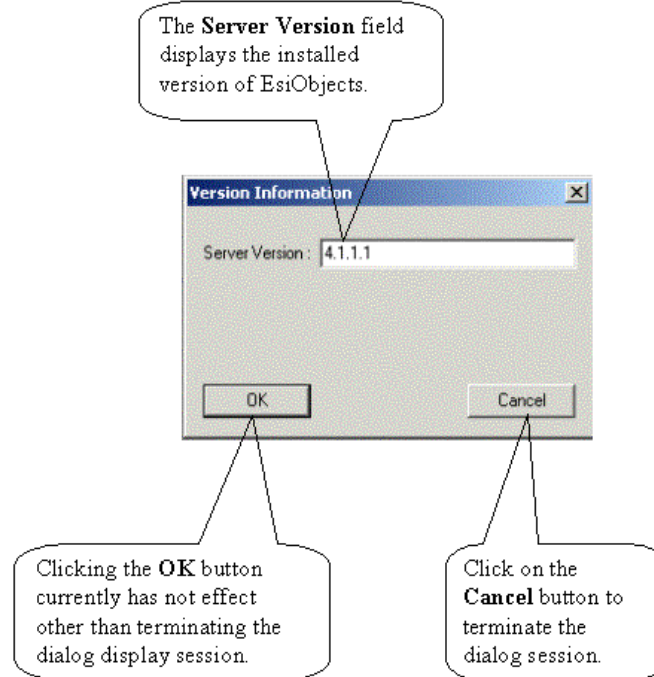 The Server Version field
displays the installed
version of EsiObjects.
Version Information
Server Version : 4.1.1.1
OK
Cancel
Clicking the OK button
currently has not effect
other than terminating the
dialog display session.
Click on the
Cancel button to
terminate the
dialog session.